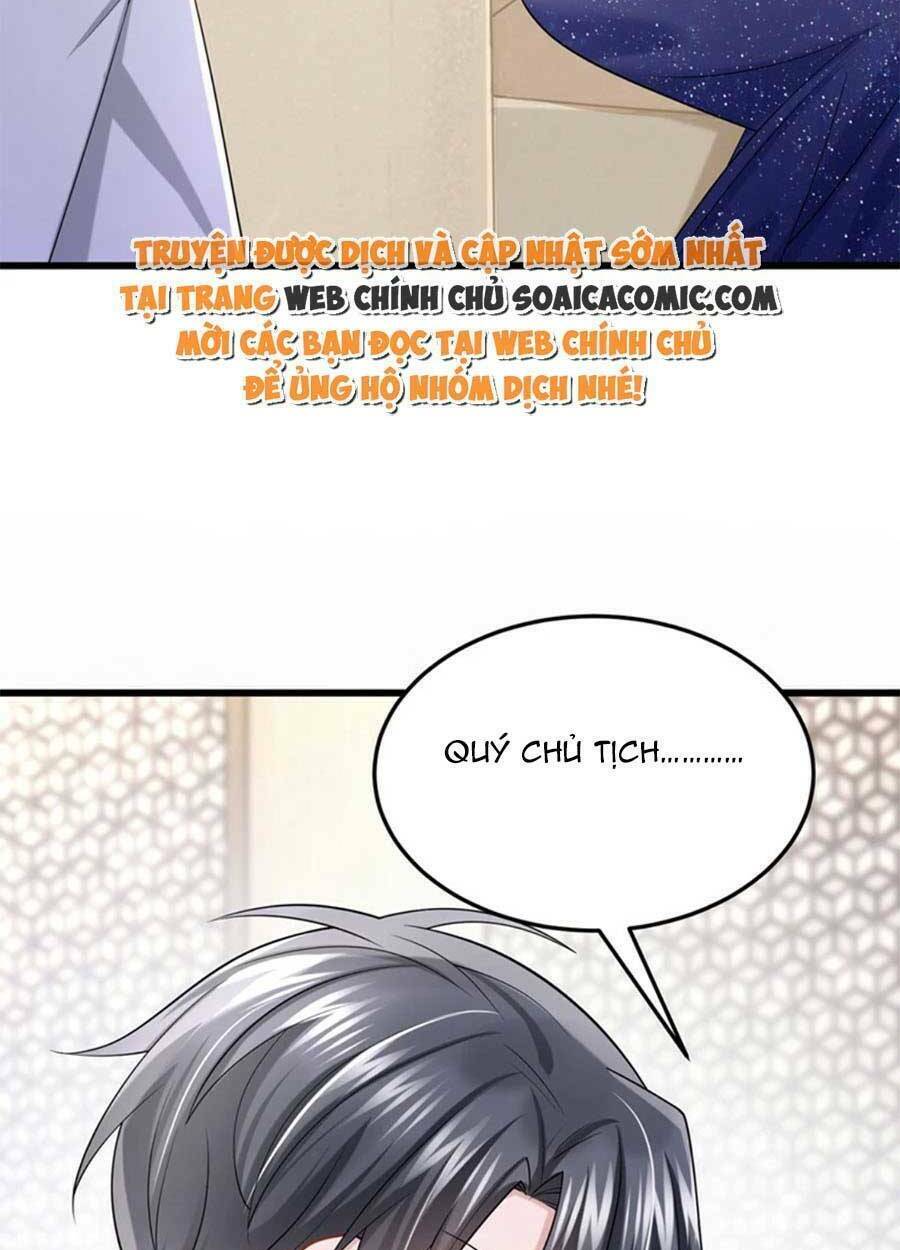 TRUYỆN ĐƯỢC DỊCH VÀ CẬP NHẬT SỚM NHẤT
TẠI TRANG WEB CHÍNH CHỦ SOAICACOMIC.COM
MỜI CÁC BẠN ĐỌC TẠI WEB CHÍNH CHỦ
ĐỂ ỦNG HỘ NHÓM DỊCH NHÉ!
QUÝ CHỦ TỊCH............